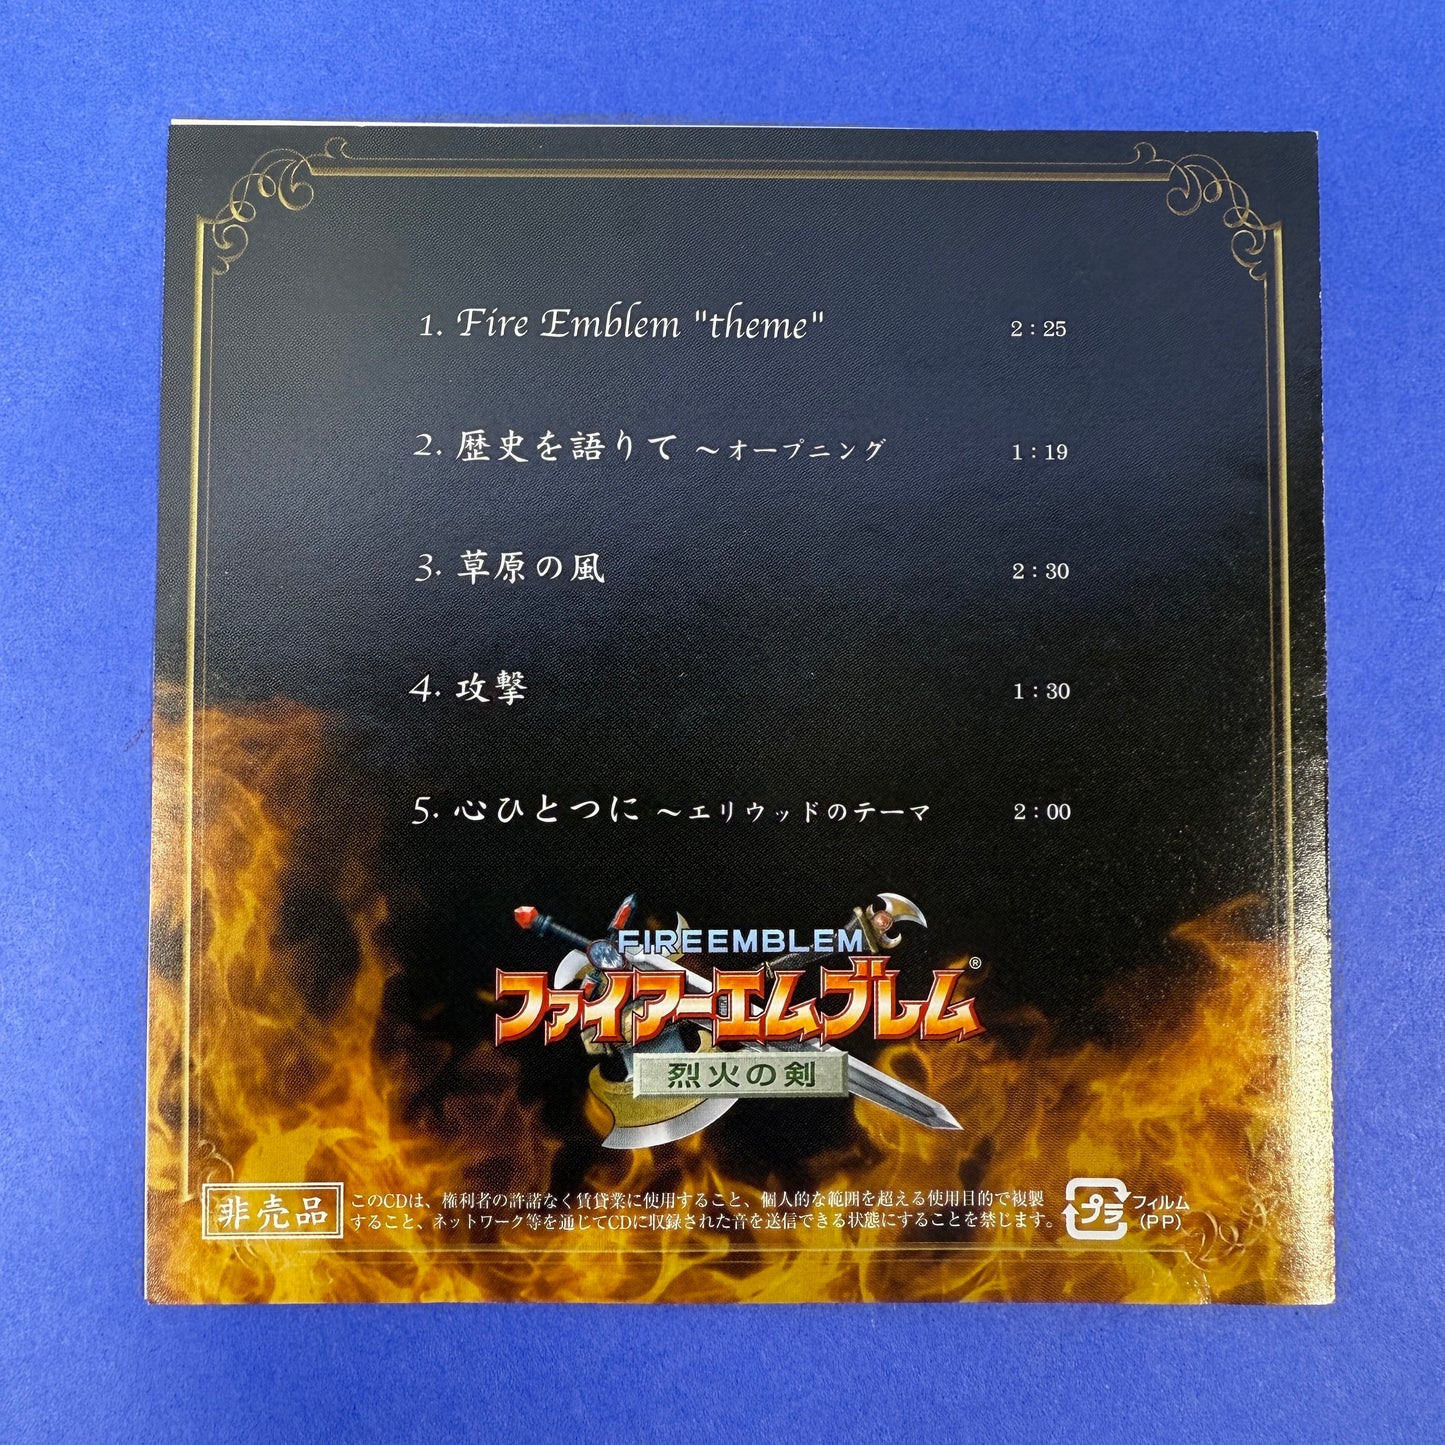 1. Fire Emblem "theme" 2:25
2. 歴史を語りて ～オープニング 1:19
3. 草原の風 2:30
4. 攻撃 1:30
5. 心ひとつに ～エリウッドのテーマ 2:00
FIRE EMBLEM
ファイアーエムブレム®
烈火の剣
非売品
このCDは、権利者の許諾なく賃貸業に使用すること、個人的な範囲を超える使用目的で複製
すること、ネットワーク等を通じてCDに収録された音を送信できる状態にすることを禁じます。
プラ
フィルム
(PP)